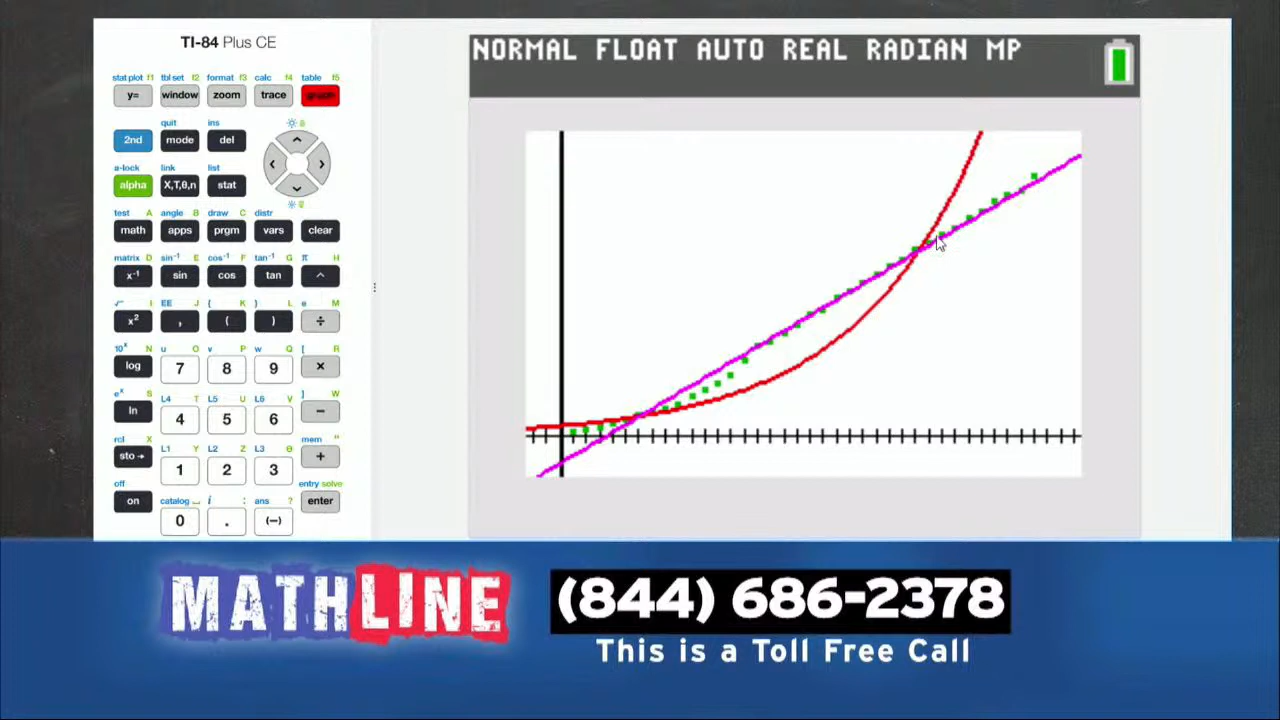 TI-84 Plus CE
NORMAL FLOAT AUTO REAL RADIAN MP
stat plot f1 tbl set f2 format f3 calc f4 table f5
y= window zoom trace graph
quit ins
2nd mode del
a-lock link list
alpha X,T,θ,n stat
test A angle B draw C distr
math apps prgm vars clear
matrix D sin⁻¹ E cos⁻¹ F tan⁻¹ G π H
x⁻¹ sin cos tan ^
√ I EE J { K } L e M
x² , ( ) ÷
10ˣ N u O v P w Q [ R
log 7 8 9 ×
eˣ S L4 T L5 U L6 V ] W
ln 4 5 6 −
rcl X L1 Y L2 Z L3 θ mem "
sto→ 1 2 3 +
off catalog i : ans ? entry solve
on 0 . (−) enter
MATHLINE
(844) 686-2378
This is a Toll Free Call